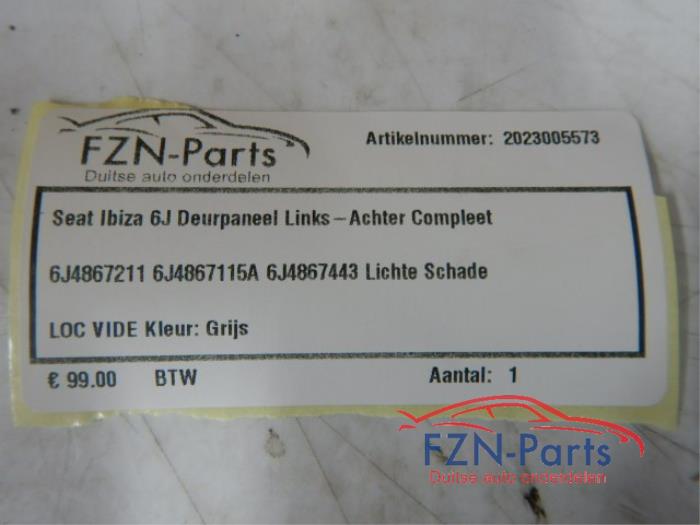 FZN-Parts
Duitse auto onderdelen
Artikelnummer: 2023005573
Seat Ibiza 6J Deurpaneel Links-Achter Compleet
6J4867211 6J4867115A 6J4867443 Lichte Schade
LOC VIDE Kleur: Grijs
€ 99.00 BTW Aantal: 1
FZN-Parts
Duitse auto onderdelen